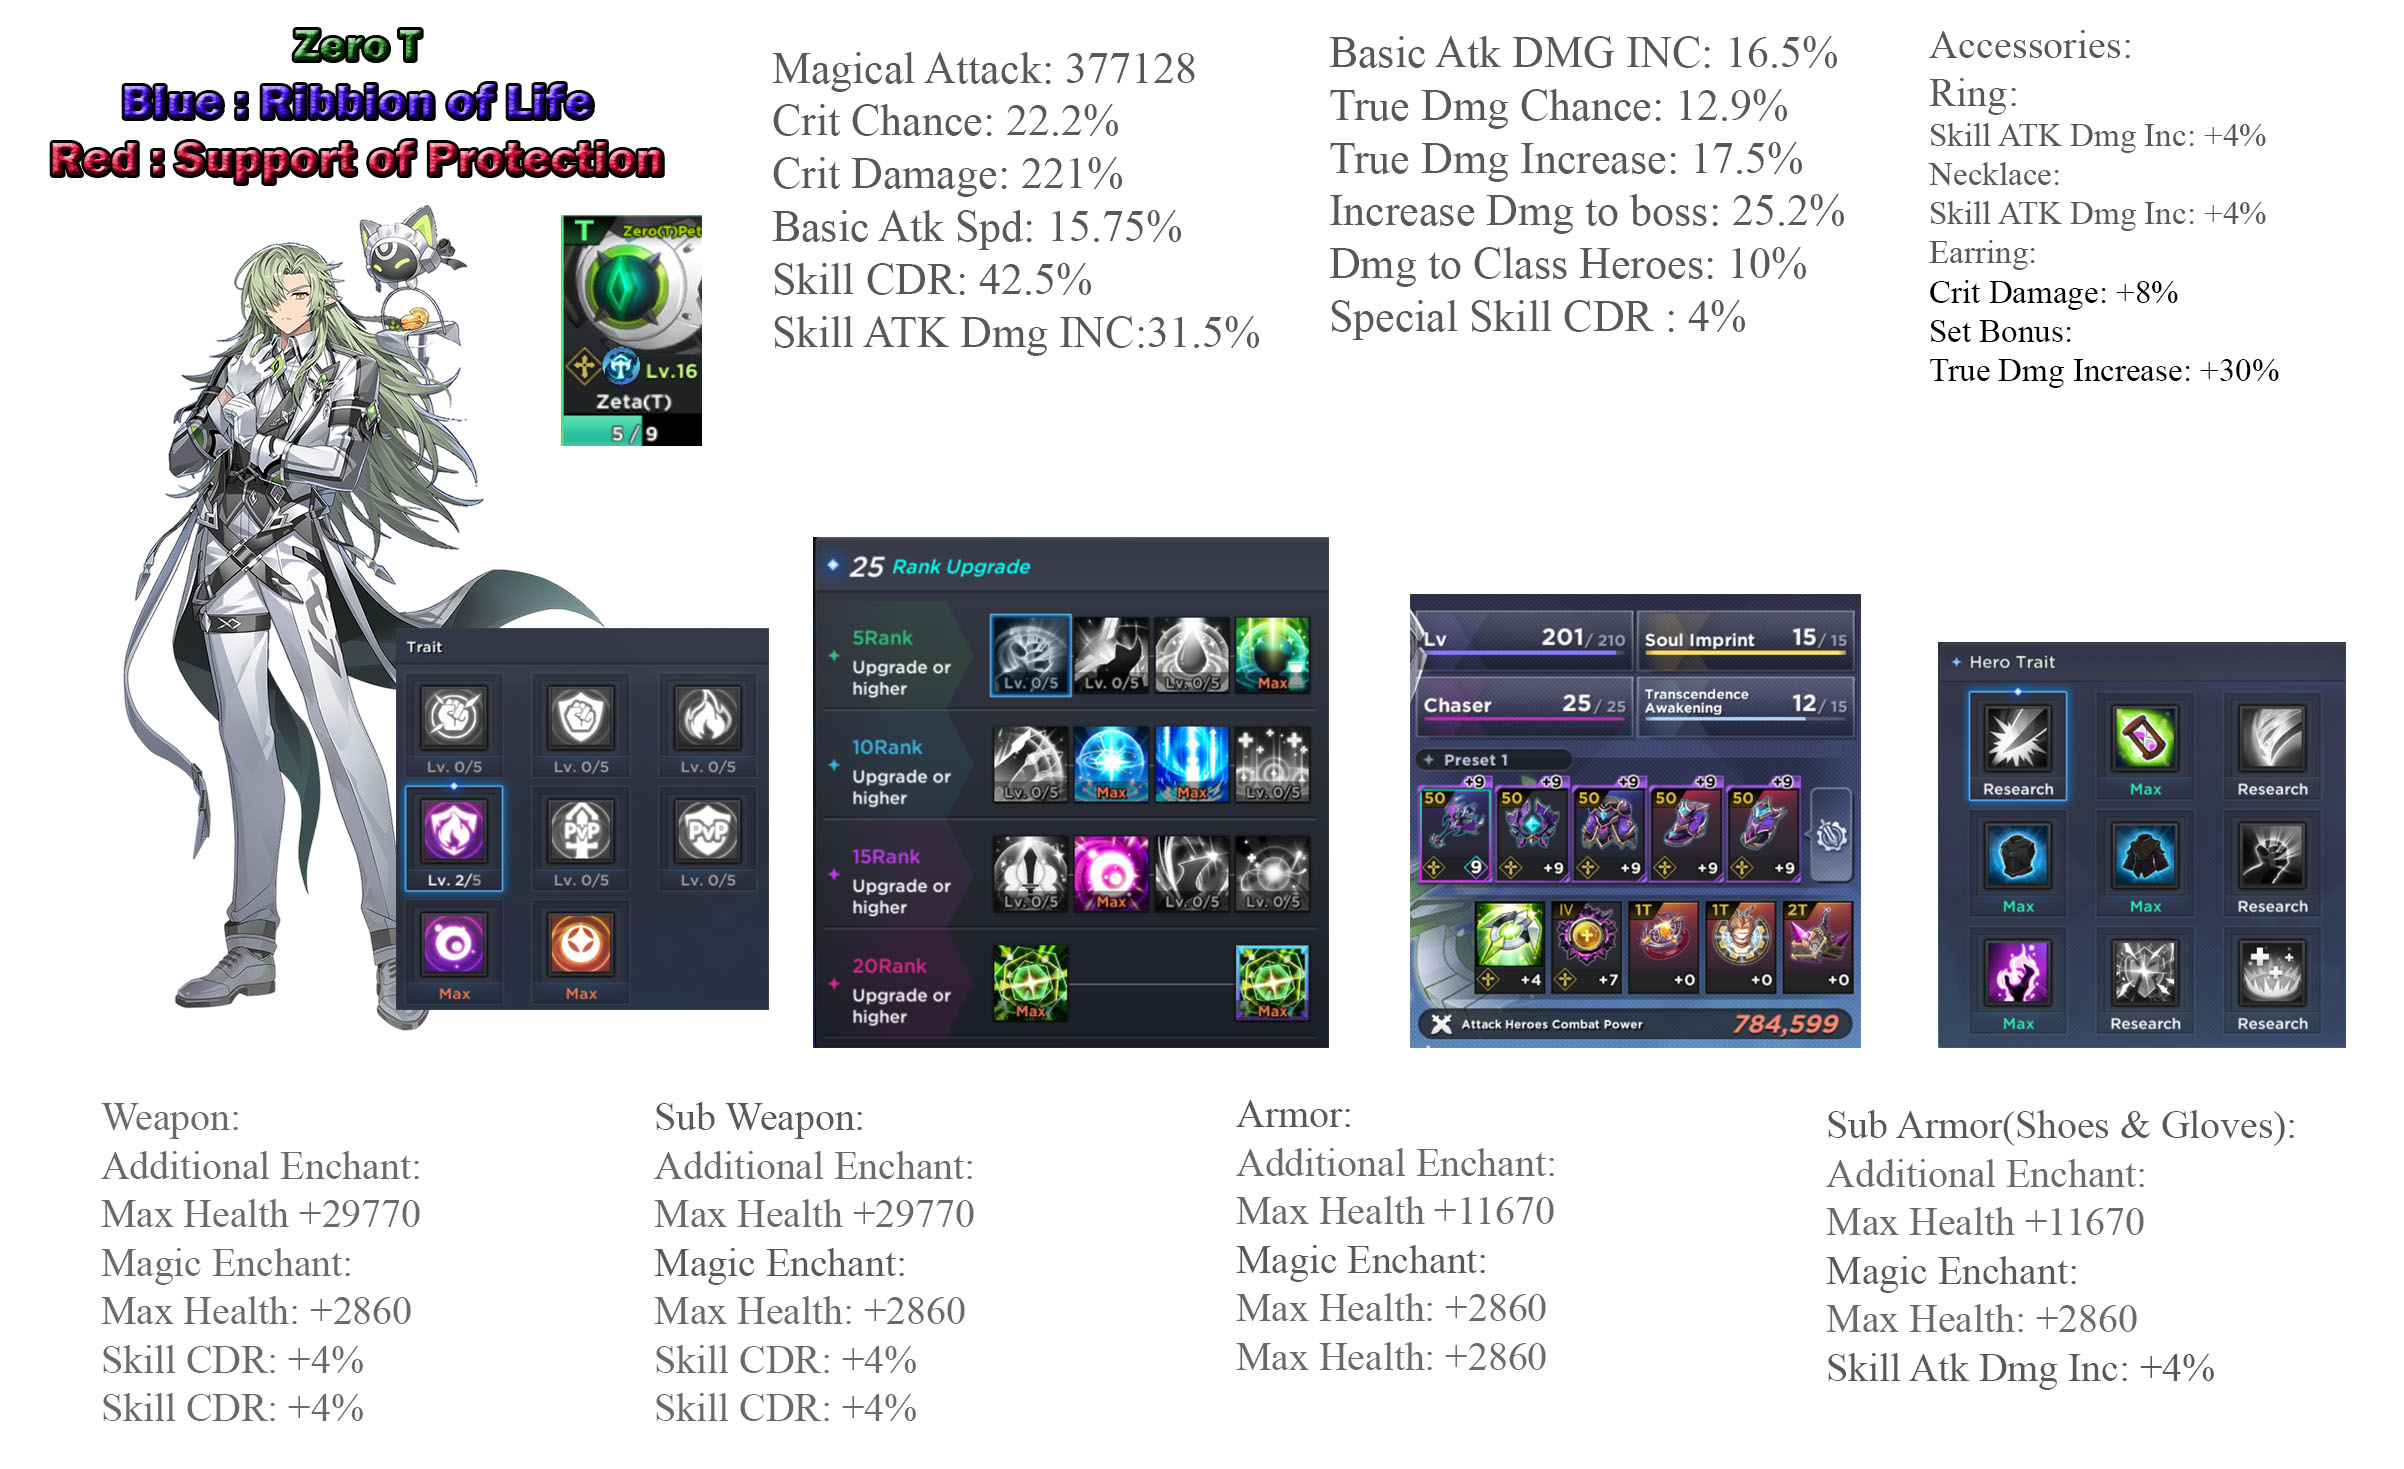 Zero T
Blue : Ribbion of Life
Red : Support of Protection
T
Zero(T)Pet
Lv.16
Zeta(T)
5 / 9
Magical Attack: 377128
Crit Chance: 22.2%
Crit Damage: 221%
Basic Atk Spd: 15.75%
Skill CDR: 42.5%
Skill ATK Dmg INC:31.5%
Basic Atk DMG INC: 16.5%
True Dmg Chance: 12.9%
True Dmg Increase: 17.5%
Increase Dmg to boss: 25.2%
Dmg to Class Heroes: 10%
Special Skill CDR : 4%
Accessories:
Ring:
Skill ATK Dmg Inc: +4%
Necklace:
Skill ATK Dmg Inc: +4%
Earring:
Crit Damage: +8%
Set Bonus:
True Dmg Increase: +30%
Trait
Lv. 0/5 Lv. 0/5 Lv. 0/5
PvP PvP
Lv. 2/5 Lv. 0/5 Lv. 0/5
Max Max
25 Rank Upgrade
5Rank
Upgrade or
higher
Lv. 0/5 Lv. 0/5 Lv. 0/5 Max
10Rank
Upgrade or
higher
Lv. 0/5 Max Max Lv. 0/5
15Rank
Upgrade or
higher
Lv. 0/5 Max Lv. 0/5 Lv. 0/5
20Rank
Upgrade or
higher
Max Max
Lv 201/ 210
Soul Imprint 15/ 15
Chaser 25/ 25
Transcendence
Awakening 12/ 15
Preset 1
+9 +9 +9 +9 +9
50 50 50 50 50
9 +9 +9 +9 +9
IV 1T 1T 2T
+4 +7 +0 +0 +0
Attack Heroes Combat Power 784,599
Hero Trait
Research Max Research
Max Max Research
Max Research Research
Weapon:
Additional Enchant:
Max Health +29770
Magic Enchant:
Max Health: +2860
Skill CDR: +4%
Skill CDR: +4%
Sub Weapon:
Additional Enchant:
Max Health +29770
Magic Enchant:
Max Health: +2860
Skill CDR: +4%
Skill CDR: +4%
Armor:
Additional Enchant:
Max Health +11670
Magic Enchant:
Max Health: +2860
Max Health: +2860
Sub Armor(Shoes & Gloves):
Additional Enchant:
Max Health +11670
Magic Enchant:
Max Health: +2860
Skill Atk Dmg Inc: +4%